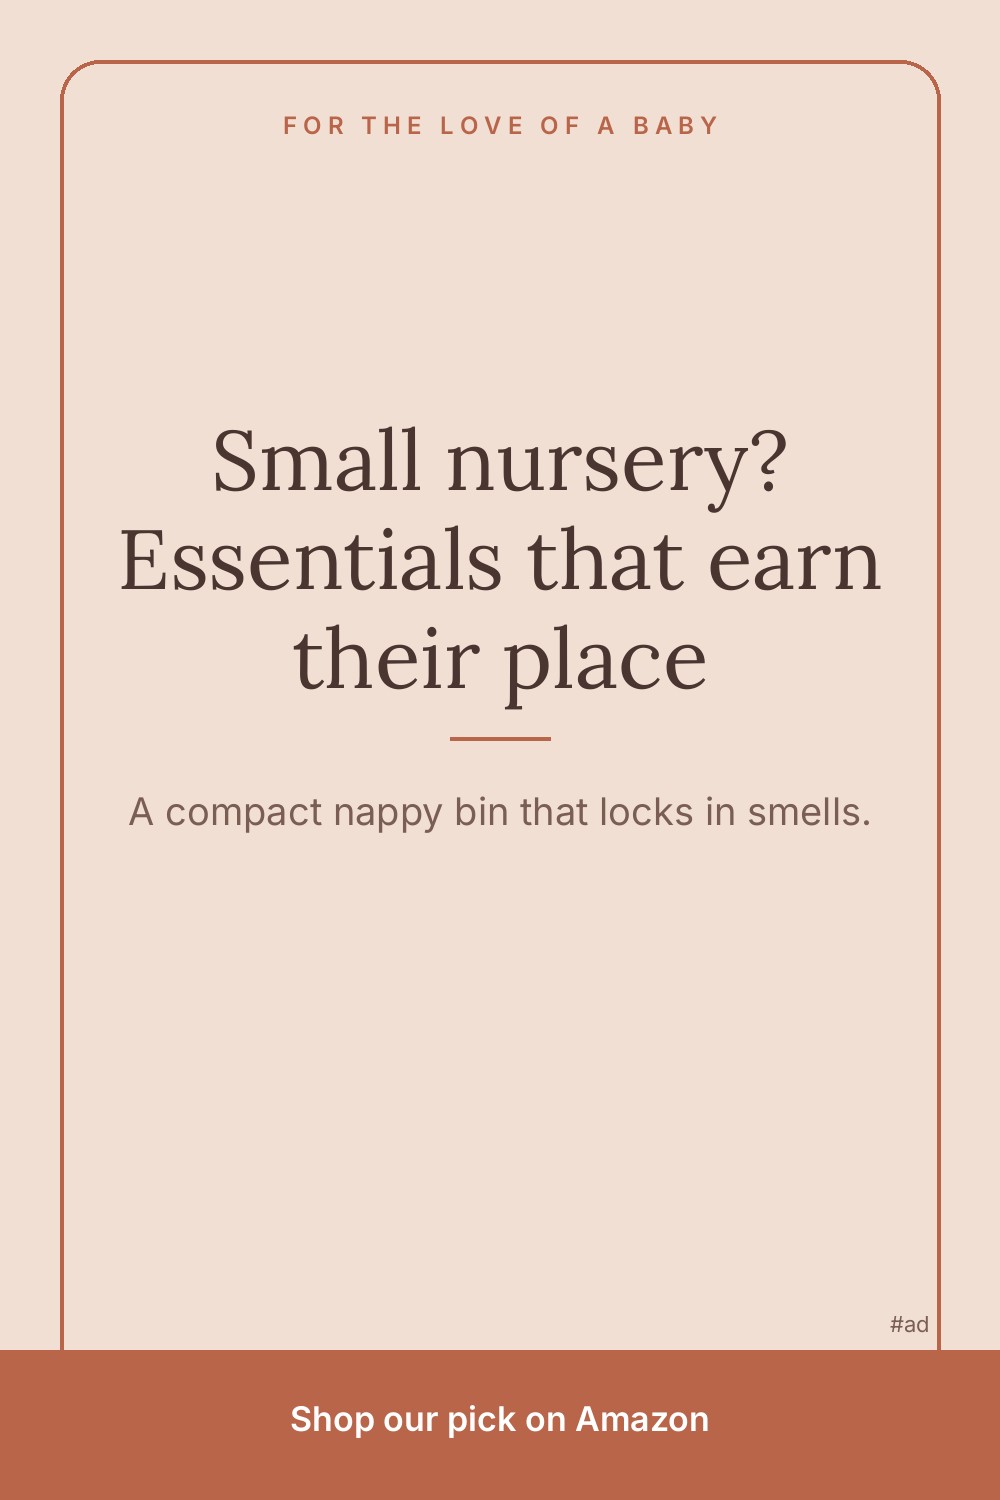 FOR THE LOVE OF A BABY
Small nursery?
Essentials that earn
their place
A compact nappy bin that locks in smells.
#ad
Shop our pick on Amazon